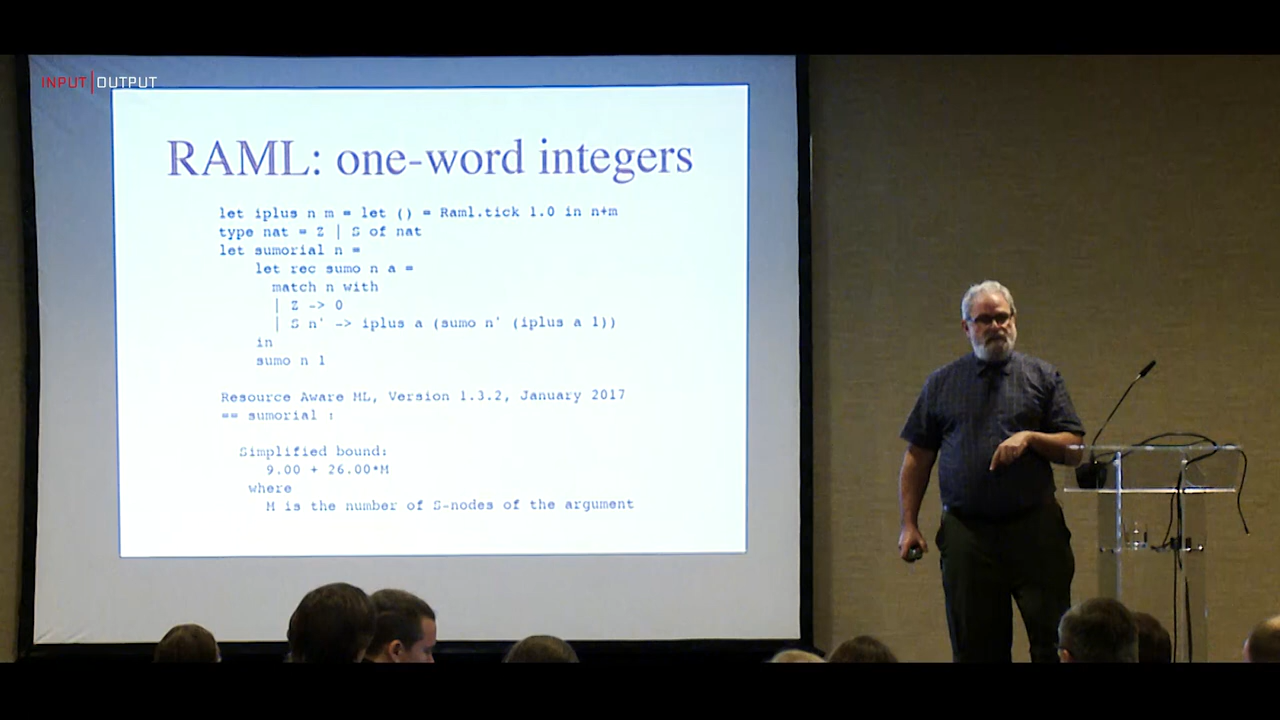 INPUT|OUTPUT
RAML: one-word integers
let iplus n m = let () = Raml.tick 1.0 in n+m
type nat = Z | S of nat
let sumorial n =
let rec sumo n a =
match n with
| Z -> 0
| S n' -> iplus a (sumo n' (iplus a 1))
in
sumo n 1
Resource Aware ML, Version 1.3.2, January 2017
== sumorial :
Simplified bound:
9.00 + 26.00*M
where
M is the number of S-nodes of the argument